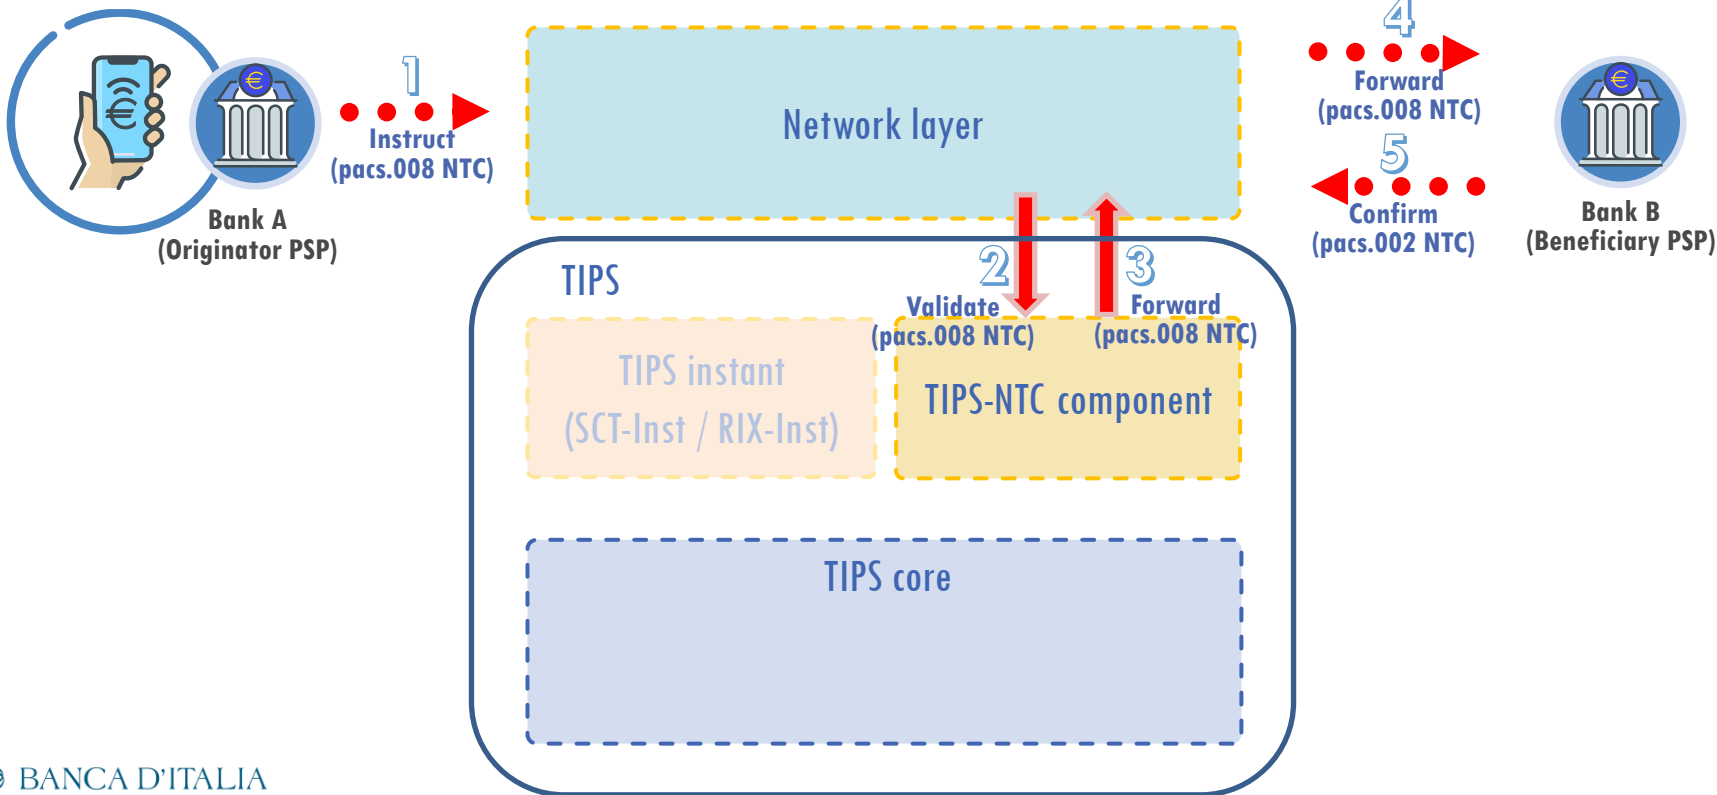 1
Instruct
(pacs.008 NTC)
Bank A
(Originator PSP)
Network layer
4
Forward
(pacs.008 NTC)
5
Confirm
(pacs.002 NTC)
Bank B
(Beneficiary PSP)
TIPS
2
Validate
(pacs.008 NTC)
3
Forward
(pacs.008 NTC)
TIPS instant
(SCT-Inst / RIX-Inst)
TIPS-NTC component
TIPS core
BANCA D'ITALIA